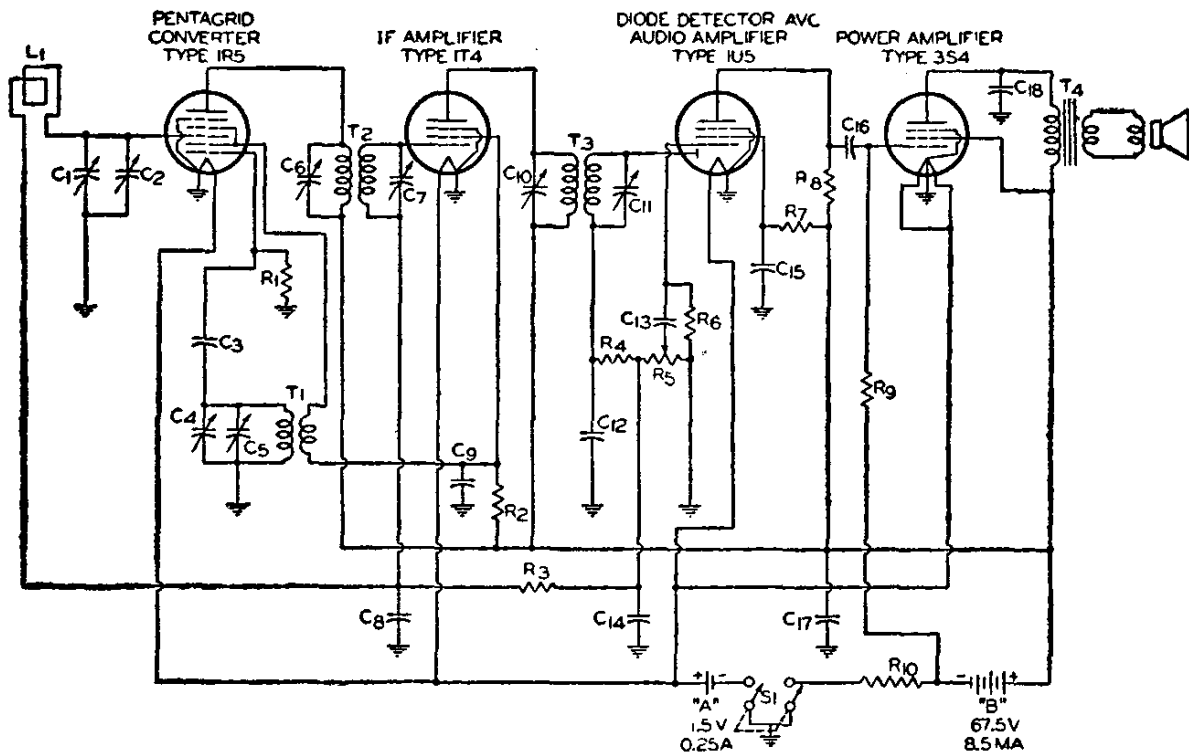 PENTAGRID
CONVERTER
TYPE 1R5
IF AMPLIFIER
TYPE 1T4
DIODE DETECTOR AVC
AUDIO AMPLIFIER
TYPE 1U5
POWER AMPLIFIER
TYPE 3S4
L1
C18
T4
T2
C16
T3
C1
C2
C6
C7
C10
C11
R8
R7
R1
C15
C3
C13
R6
R4
R5
R9
T1
C4
C5
C12
C9
R2
R3
C8
C14
C17
R10
+ -
S1
- +
"A"
1.5V
0.25A
"B"
67.5V
8.5MA